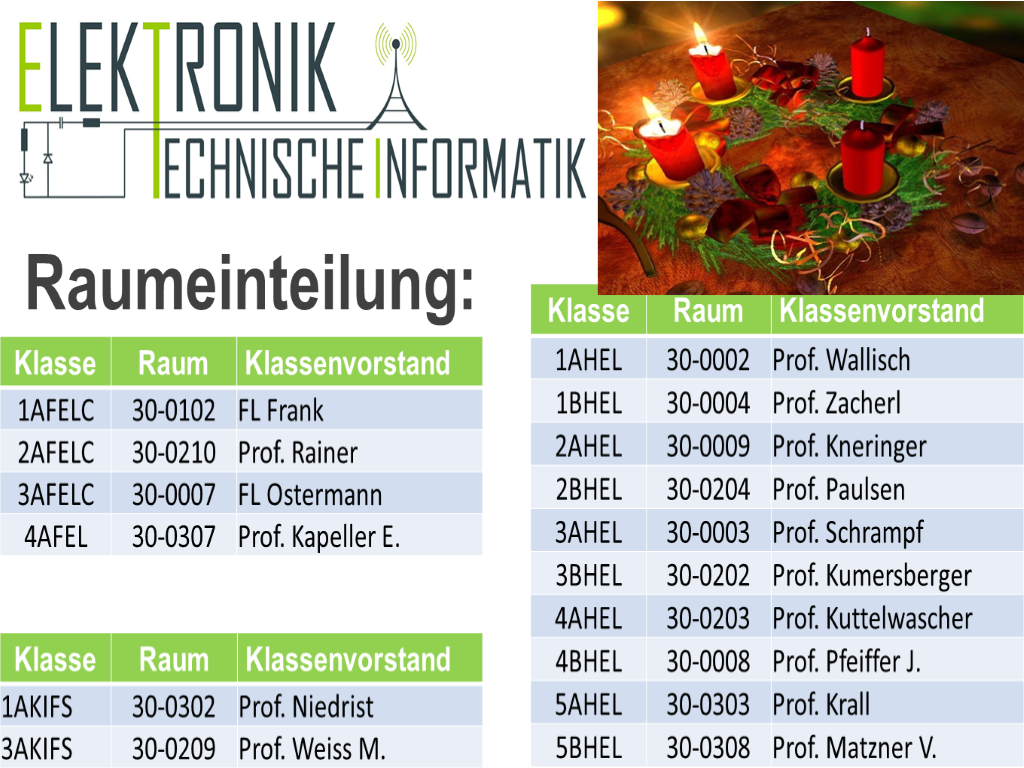 ELEKTRONIK
TECHNISCHE INFORMATIK
Raumeinteilung:
Klasse Raum Klassenvorstand
1AFELC 30-0102 FL Frank
2AFELC 30-0210 Prof. Rainer
3AFELC 30-0007 FL Ostermann
4AFEL 30-0307 Prof. Kapeller E.
Klasse Raum Klassenvorstand
1AKIFS 30-0302 Prof. Niedrist
3AKIFS 30-0209 Prof. Weiss M.
Klasse Raum Klassenvorstand
1AHEL 30-0002 Prof. Wallisch
1BHEL 30-0004 Prof. Zacherl
2AHEL 30-0009 Prof. Kneringer
2BHEL 30-0204 Prof. Paulsen
3AHEL 30-0003 Prof. Schrampf
3BHEL 30-0202 Prof. Kumersberger
4AHEL 30-0203 Prof. Kuttelwascher
4BHEL 30-0008 Prof. Pfeiffer J.
5AHEL 30-0303 Prof. Krall
5BHEL 30-0308 Prof. Matzner V.